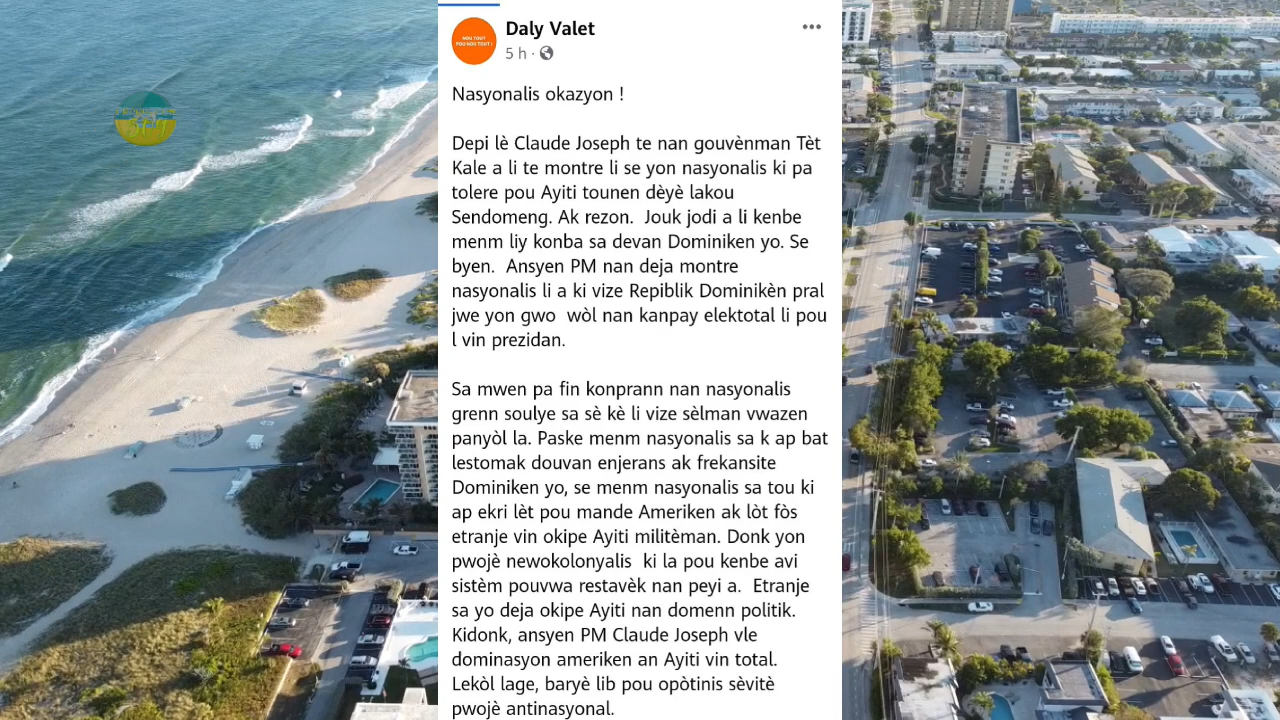 NOU TOUT
POU NOU TOUT !
Daly Valet
5 h ·
Nasyonalis okazyon !
Depi lè Claude Joseph te nan gouvènman Tèt
Kale a li te montre li se yon nasyonalis ki pa
tolere pou Ayiti tounen dèyè lakou
Sendomeng. Ak rezon. Jouk jodi a li kenbe
menm liy konba sa devan Dominiken yo. Se
byen. Ansyen PM nan deja montre
nasyonalis li a ki vize Repiblik Dominikèn pral
jwe yon gwo wòl nan kanpay elektotal li pou
l vin prezidan.
Sa mwen pa fin konprann nan nasyonalis
grenn soulye sa sè kè li vize sèlman vwazen
panyòl la. Paske menm nasyonalis sa k ap bat
lestomak douvan enjerans ak frekansite
Dominiken yo, se menm nasyonalis sa tou ki
ap ekri lèt pou mande Ameriken ak lòt fòs
etranje vin okipe Ayiti militèman. Donk yon
pwojè newokolonyalis ki la pou kenbe avi
sistèm pouvwa restavèk nan peyi a. Etranje
sa yo deja okipe Ayiti nan domenn politik.
Kidonk, ansyen PM Claude Joseph vle
dominasyon ameriken an Ayiti vin total.
Lekòl lage, baryè lib pou opòtinis sèvitè
pwojè antinasyonal.